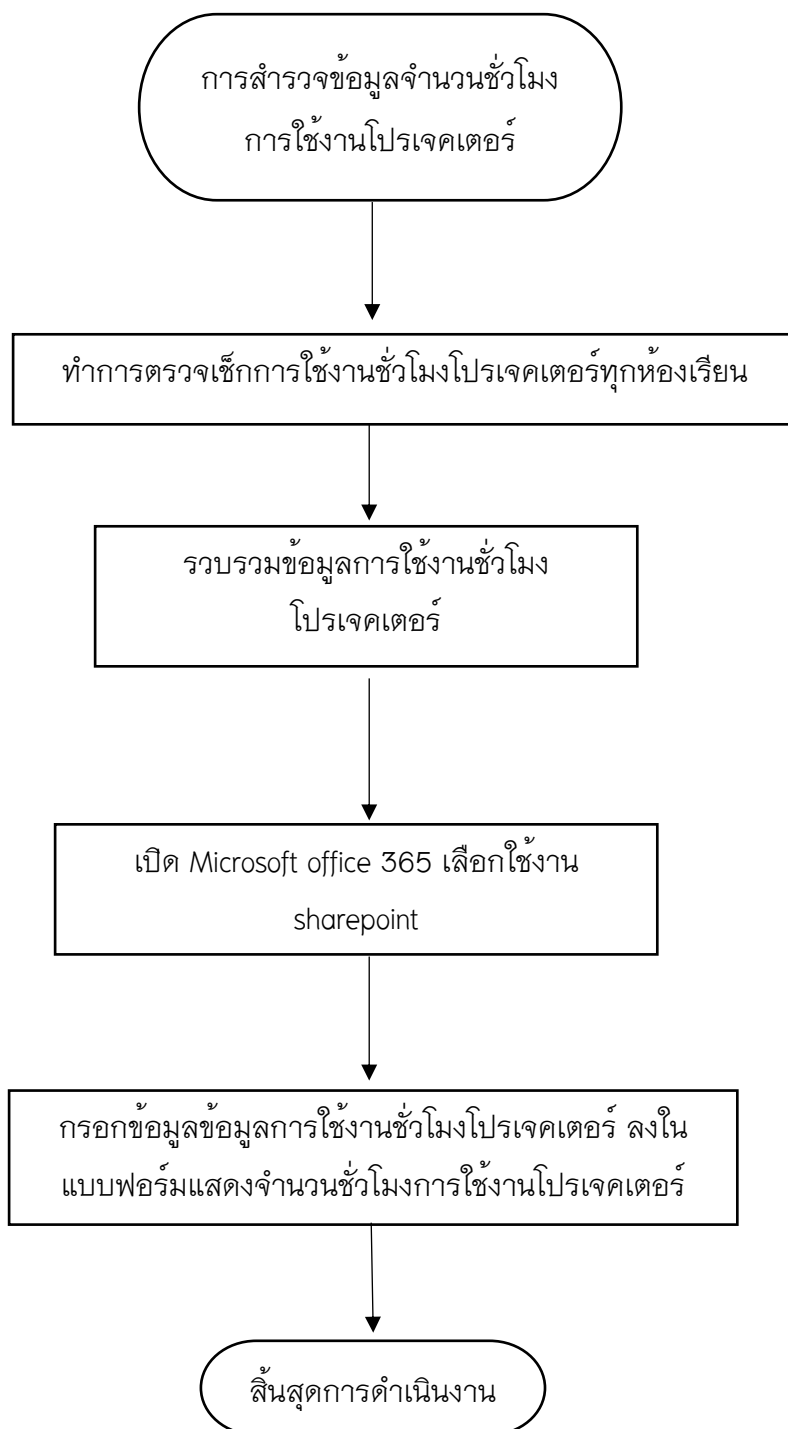 การสำรวจข้อมูลจำนวนชั่วโมง
การใช้งานโปรเจคเตอร์
ทำการตรวจเช็กการใช้งานชั่วโมงโปรเจคเตอร์ทุกห้องเรียน
รวบรวมข้อมูลการใช้งานชั่วโมง
โปรเจคเตอร์
เปิด Microsoft office 365 เลือกใช้งาน
sharepoint
กรอกข้อมูลข้อมูลการใช้งานชั่วโมงโปรเจคเตอร์ ลงใน
แบบฟอร์มแสดงจำนวนชั่วโมงการใช้งานโปรเจคเตอร์
สิ้นสุดการดำเนินงาน